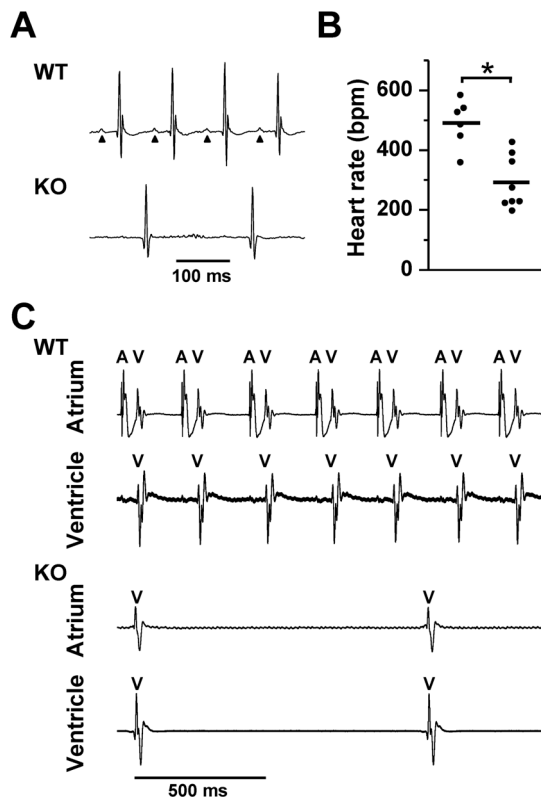 A
WT
KO
100 ms
B
*
Heart rate (bpm)
600
400
200
0
C
WT
Atrium
A V A V A V A V A V A V A V
Ventricle
V V V V V V V
KO
Atrium
V V
Ventricle
V V
500 ms